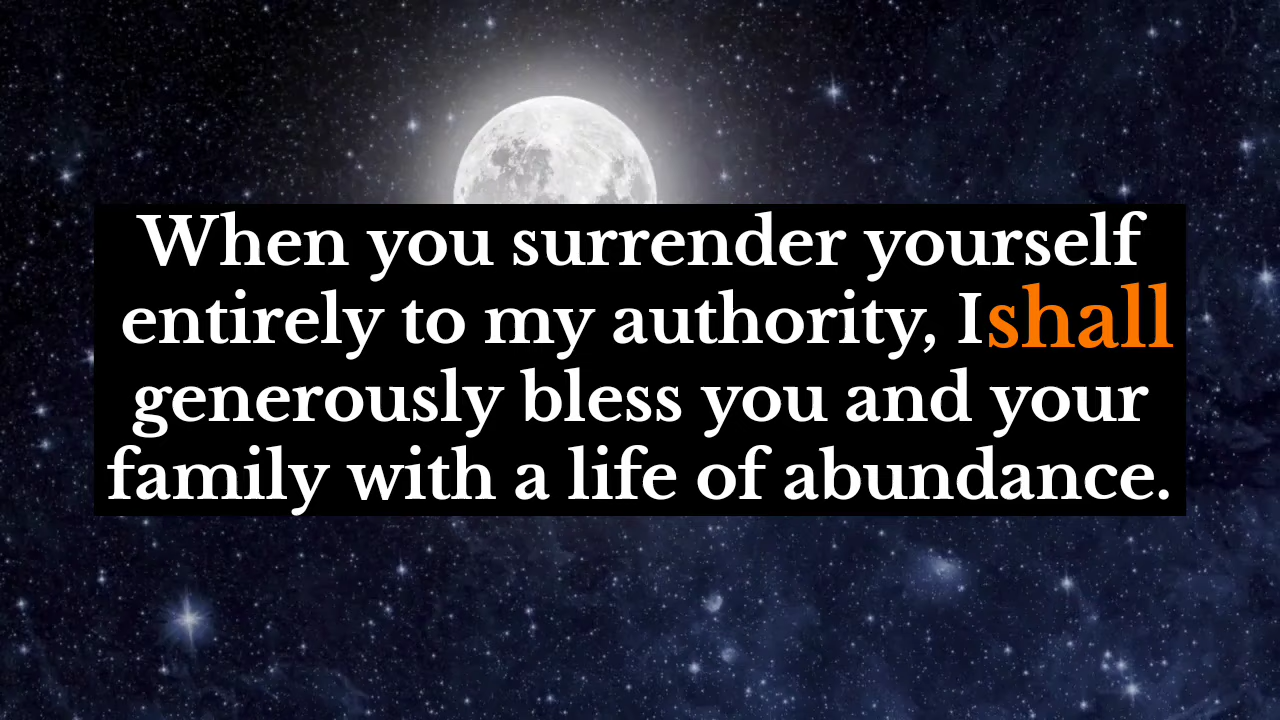 When you surrender yourself
entirely to my authority, I shall
generously bless you and your
family with a life of abundance.